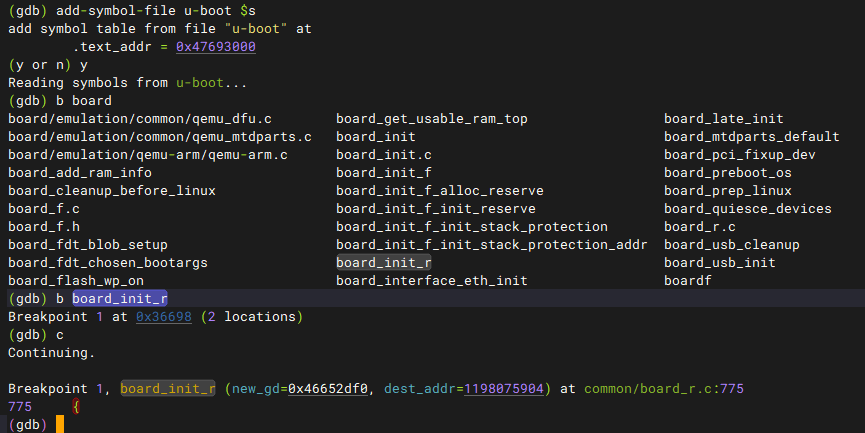 (gdb) add-symbol-file u-boot $s
add symbol table from file "u-boot" at
        .text_addr = 0x47693000
(y or n) y
Reading symbols from u-boot...
(gdb) b board
board/emulation/common/qemu_dfu.c        board_get_usable_ram_top                 board_late_init
board/emulation/common/qemu_mtdparts.c   board_init                               board_mtdparts_default
board/emulation/qemu-arm/qemu-arm.c      board_init.c                             board_pci_fixup_dev
board_add_ram_info                       board_init_f                             board_preboot_os
board_cleanup_before_linux               board_init_f_alloc_reserve               board_prep_linux
board_f.c                                board_init_f_init_reserve                board_quiesce_devices
board_f.h                                board_init_f_init_stack_protection       board_r.c
board_fdt_blob_setup                     board_init_f_init_stack_protection_addr  board_usb_cleanup
board_fdt_chosen_bootargs                board_init_r                             board_usb_init
board_flash_wp_on                        board_interface_eth_init                 boardf
(gdb) b board_init_r
Breakpoint 1 at 0x36698 (2 locations)
(gdb) c
Continuing.
Breakpoint 1, board_init_r (new_gd=0x46652df0, dest_addr=1198075904) at common/board_r.c:775
775     {
(gdb)